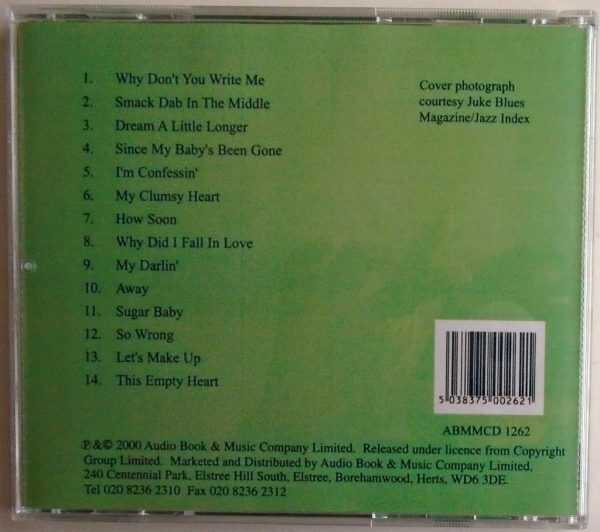 1. Why Don't You Write Me
2. Smack Dab In The Middle
3. Dream A Little Longer
4. Since My Baby's Been Gone
5. I'm Confessin'
6. My Clumsy Heart
7. How Soon
8. Why Did I Fall In Love
9. My Darlin'
10. Away
11. Sugar Baby
12. So Wrong
13. Let's Make Up
14. This Empty Heart
Cover photograph
courtesy Juke Blues
Magazine/Jazz Index
5 038375 002621
ABMMCD 1262
℗ &© 2000 Audio Book & Music Company Limited. Released under licence from Copyright
Group Limited. Marketed and Distributed by Audio Book & Music Company Limited,
240 Centennial Park, Elstree Hill South, Elstree, Borehamwood, Herts, WD6 3DE.
Tel 020 8236 2310 Fax 020 8236 2312